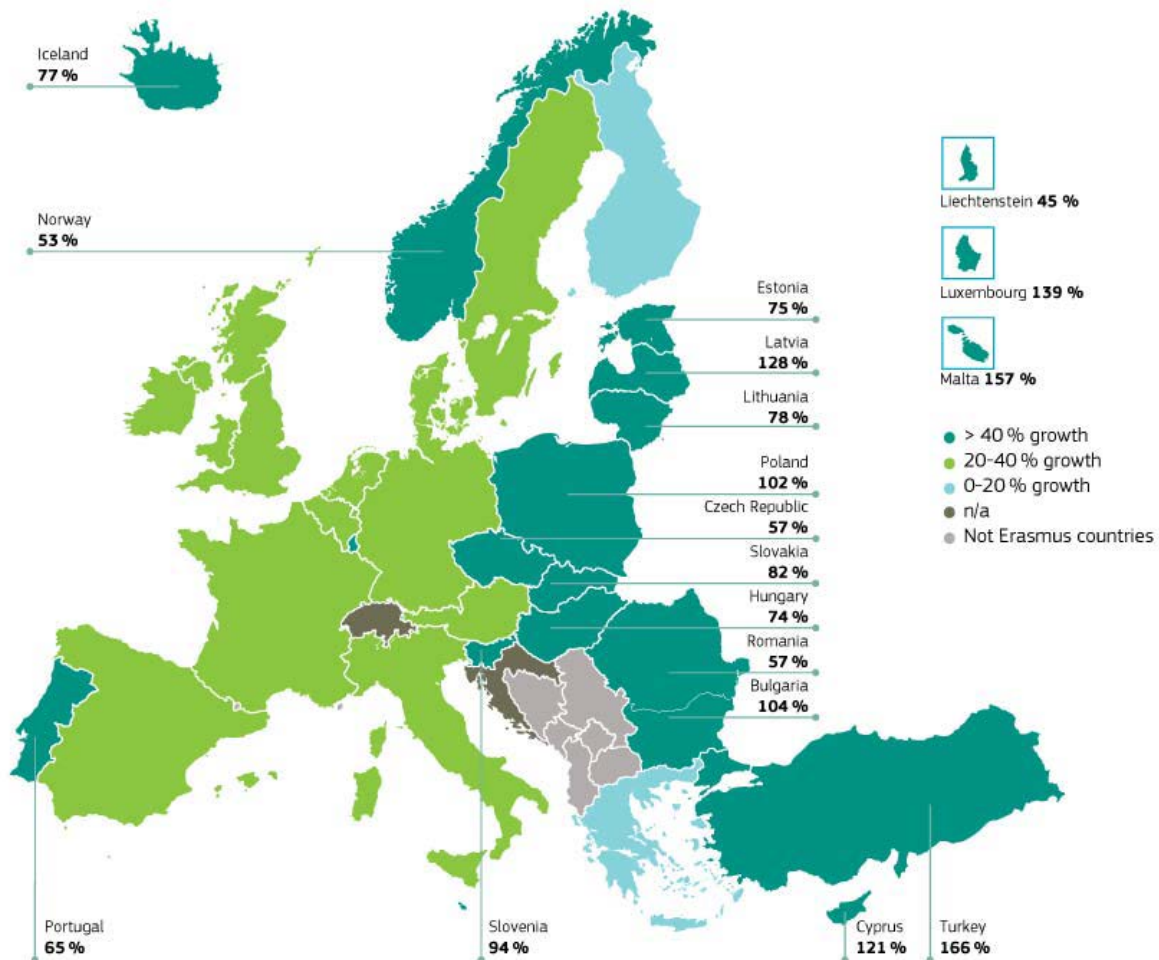 Iceland
77 %
Norway
53 %
Liechtenstein 45 %
Luxembourg 139 %
Malta 157 %
Estonia
75 %
Latvia
128 %
Lithuania
78 %
Poland
102 %
Czech Republic
57 %
Slovakia
82 %
Hungary
74 %
Romania
57 %
Bulgaria
104 %
> 40 % growth
20-40 % growth
0-20 % growth
n/a
Not Erasmus countries
Portugal
65 %
Slovenia
94 %
Cyprus
121 %
Turkey
166 %